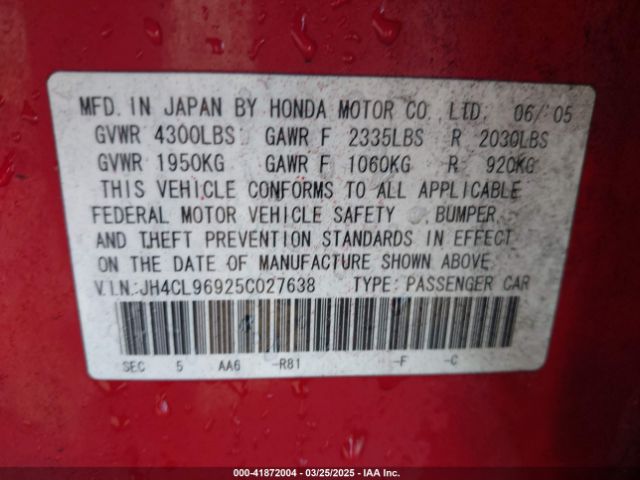 MFD. IN JAPAN BY HONDA MOTOR CO., LTD. 06/05
GVWR 4300LBS GAWR F 2335LBS R 2030LBS
GVWR 1950KG GAWR F 1060KG R 920KG
THIS VEHICLE CONFORMS TO ALL APPLICABLE
FEDERAL MOTOR VEHICLE SAFETY, BUMPER,
AND THEFT PREVENTION STANDARDS IN EFFECT
ON THE DATE OF MANUFACTURE SHOWN ABOVE.
V.I.N.:JH4CL96925C027638 TYPE: PASSENGER CAR
SEC 5 AA6 -R81 -F -C
000-41872004 — 03/25/2025 — IAA Inc.